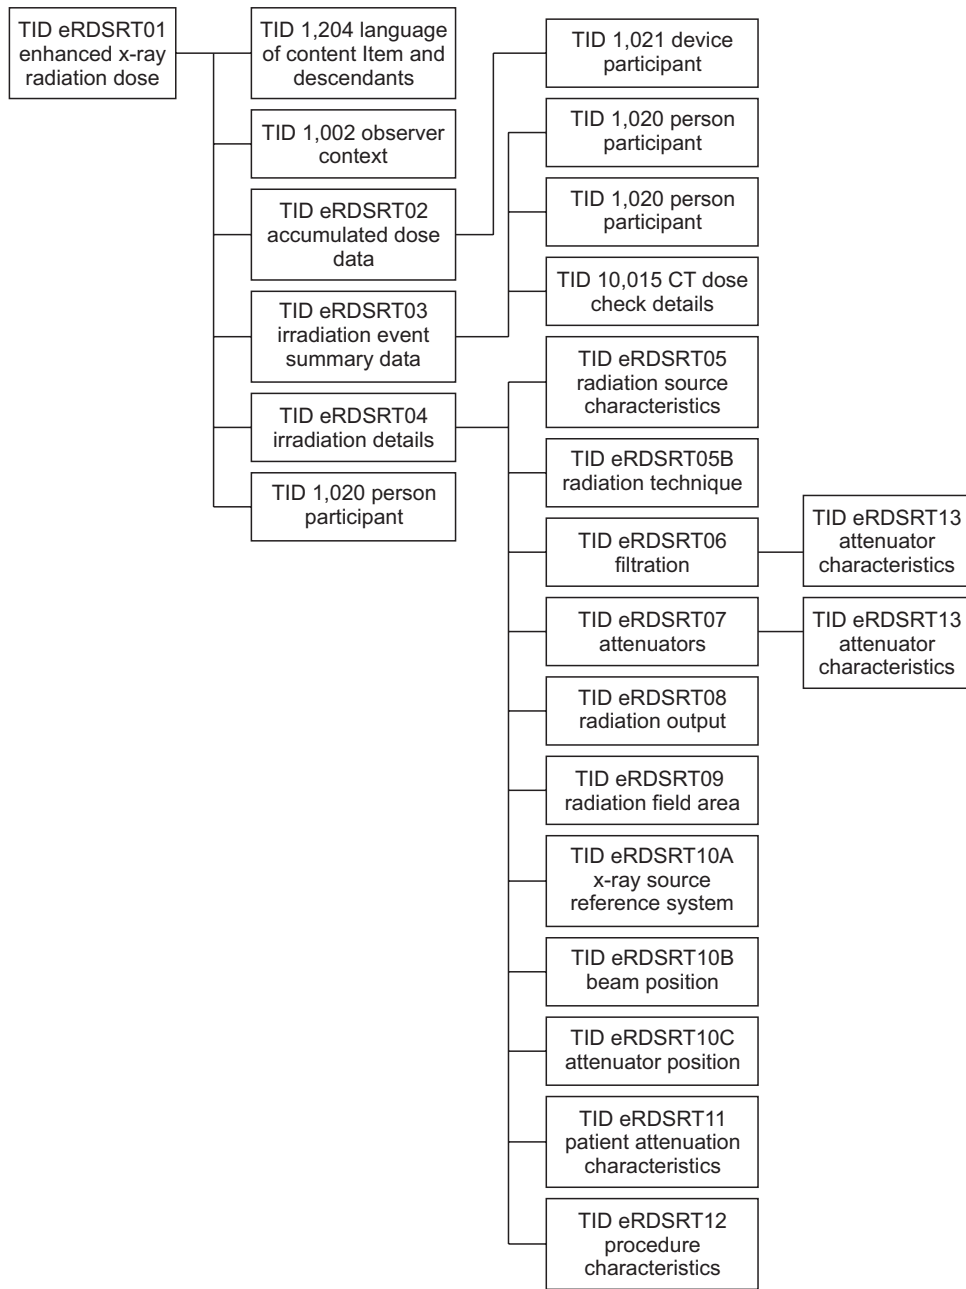 TID eRDSRT01
enhanced x-ray
radiation dose
TID 1,204 language
of content Item and
descendants
TID 1,002 observer
context
TID eRDSRT02
accumulated dose
data
TID eRDSRT03
irradiation event
summary data
TID eRDSRT04
irradiation details
TID 1,020 person
participant
TID 1,021 device
participant
TID 1,020 person
participant
TID 1,020 person
participant
TID 10,015 CT dose
check details
TID eRDSRT05
radiation source
characteristics
TID eRDSRT05B
radiation technique
TID eRDSRT06
filtration
TID eRDSRT07
attenuators
TID eRDSRT08
radiation output
TID eRDSRT09
radiation field area
TID eRDSRT10A
x-ray source
reference system
TID eRDSRT10B
beam position
TID eRDSRT10C
attenuator position
TID eRDSRT11
patient attenuation
characteristics
TID eRDSRT12
procedure
characteristics
TID eRDSRT13
attenuator
characteristics
TID eRDSRT13
attenuator
characteristics